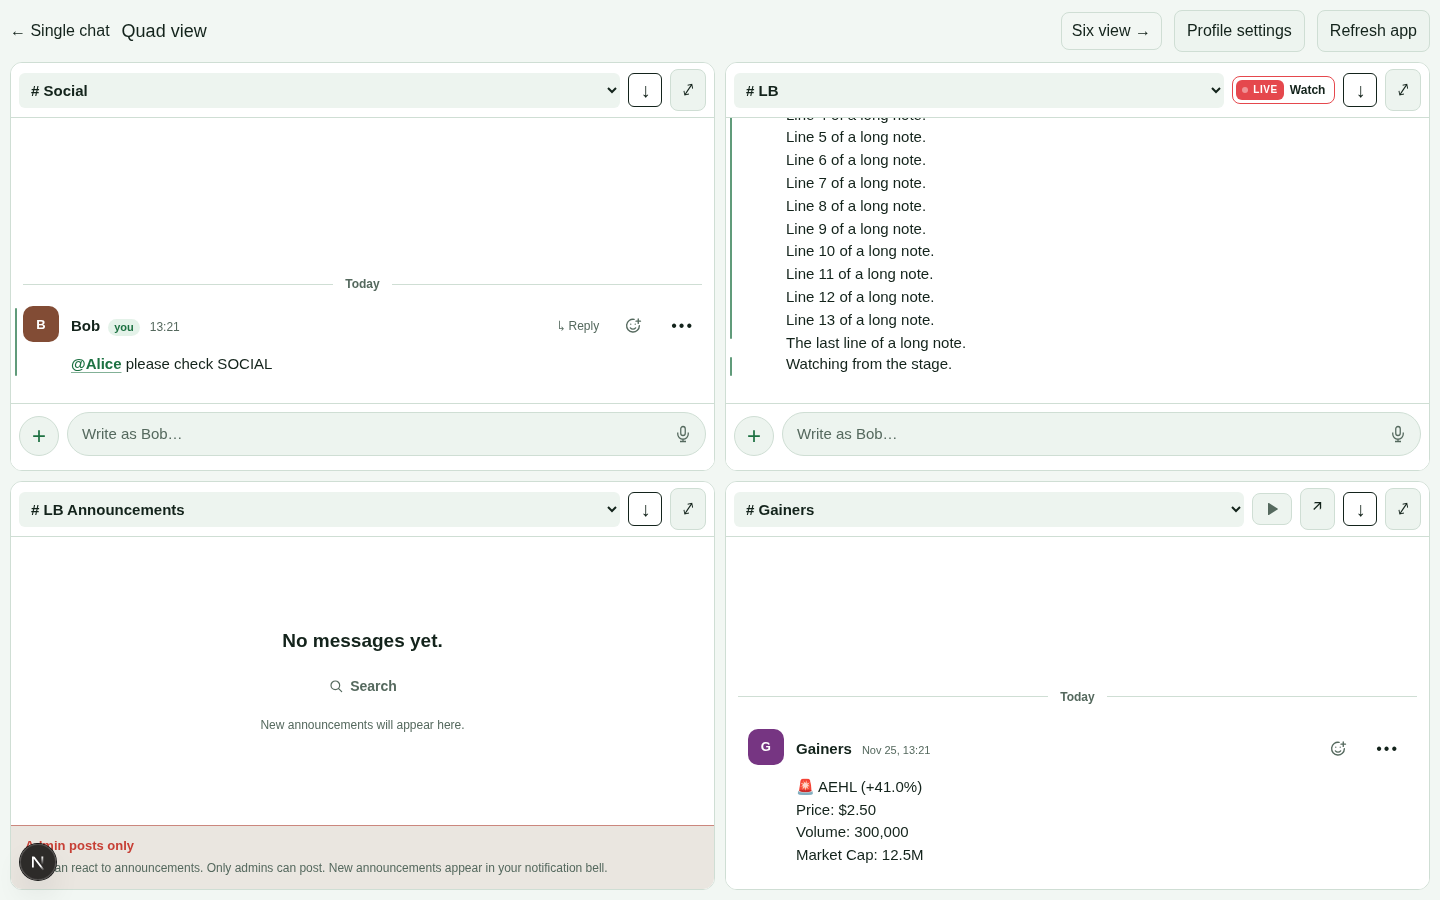 ← Single chat Quad view
Six view → Profile settings Refresh app
# Social ↓
Today
B Bob you 13:21 ↳ Reply •••
@Alice please check SOCIAL
+ Write as Bob…
# LB LIVE Watch ↓
Line 4 of a long note.
Line 5 of a long note.
Line 6 of a long note.
Line 7 of a long note.
Line 8 of a long note.
Line 9 of a long note.
Line 10 of a long note.
Line 11 of a long note.
Line 12 of a long note.
Line 13 of a long note.
The last line of a long note.
Watching from the stage.
+ Write as Bob…
# LB Announcements ↓
No messages yet.
Search
New announcements will appear here.
Admin posts only
an react to announcements. Only admins can post. New announcements appear in your notification bell.
N
# Gainers ↓
Today
G Gainers Nov 25, 13:21 •••
🚨 AEHL (+41.0%)
Price: $2.50
Volume: 300,000
Market Cap: 12.5M